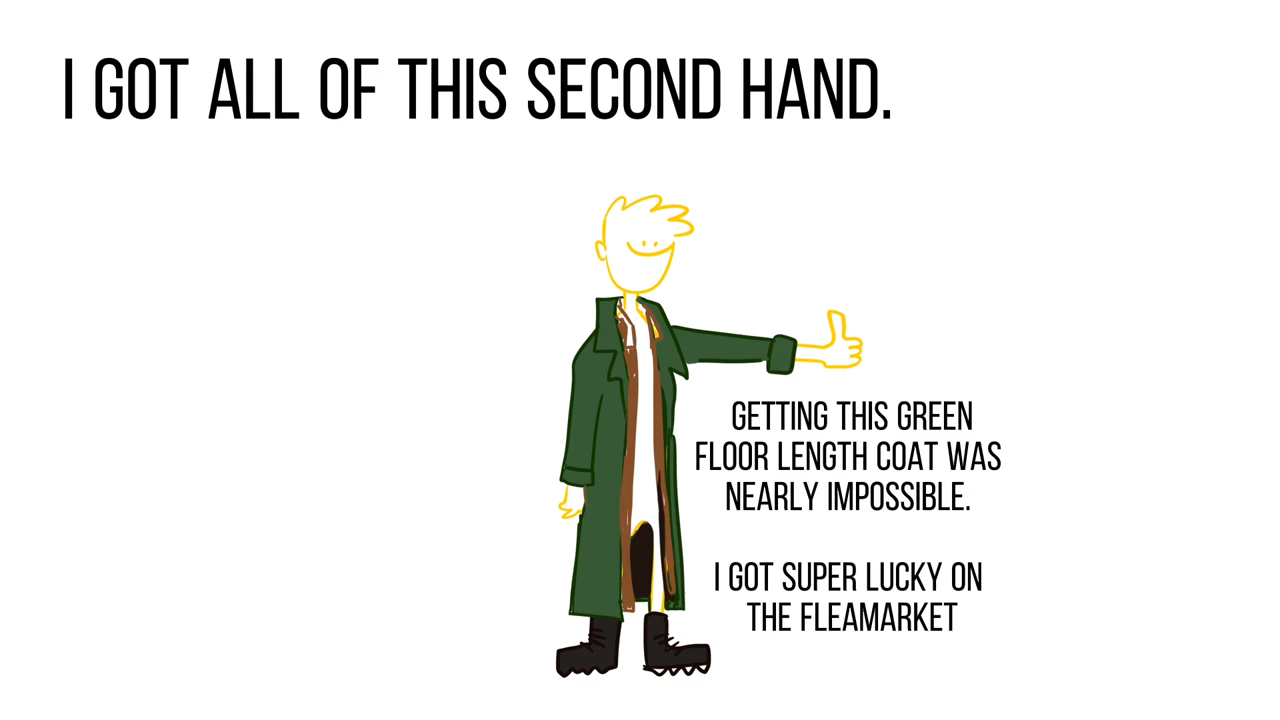 I GOT ALL OF THIS SECOND HAND.
GETTING THIS GREEN
FLOOR LENGTH COAT WAS
NEARLY IMPOSSIBLE.
I GOT SUPER LUCKY ON
THE FLEAMARKET